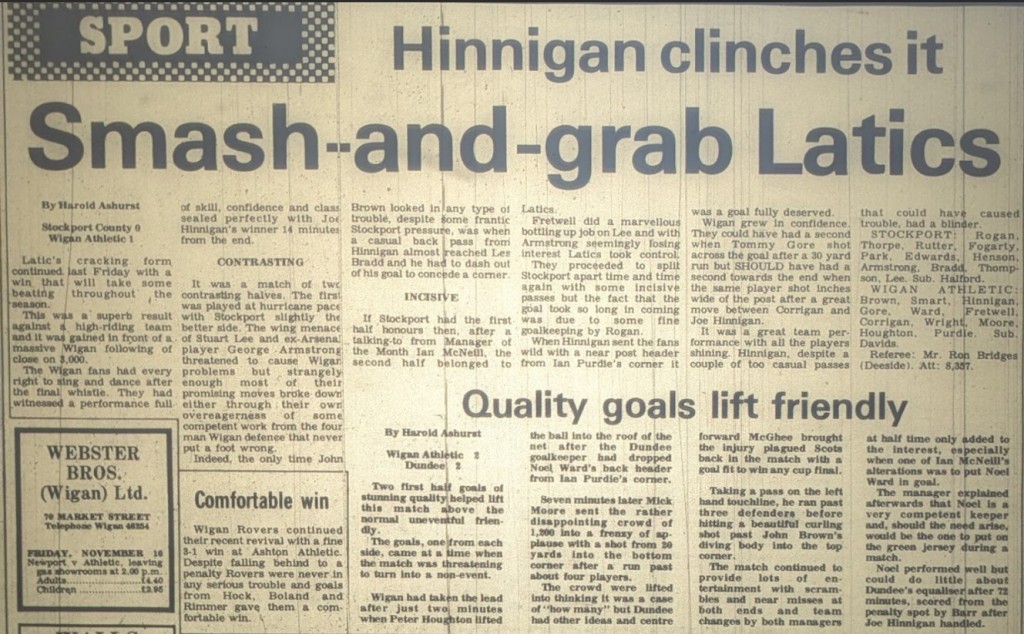 SPORT
Hinnigan clinches it
Smash-and-grab Latics
By Harold Ashurst
Stockport County 0
Wigan Athletic 1
Latic's cracking form
continued last Friday with a
win that will take some
beating throughout the
season.
This was a superb result
against a high-riding team
and it was gained in front of a
massive Wigan following of
close on 3,000.
The Wigan fans had every
right to sing and dance after
the final whistle. They had
witnessed a performance full
of skill, confidence and class
sealed perfectly with Joe
Hinnigan's winner 14 minutes
from the end.
CONTRASTING
It was a match of two
contrasting halves. The first
was played at hurricane pace
with Stockport slightly the
better side. The wing menace
of Stuart Lee and ex-Arsenal
player George Armstrong
threatened to cause Wigan
problems but strangely
enough most of their
promising moves broke down
either through their own
overeagerness of some
competent work from the four
man Wigan defence that never
put a foot wrong.
Indeed, the only time John
Brown looked in any type of
trouble, despite some frantic
Stockport pressure, was when
a casual back pass from
Hinnigan almost reached Les
Bradd and he had to dash out
of his goal to concede a corner.
INCISIVE
If Stockport had the first
half honours then, after a
talking-to from Manager of
the Month Ian McNeill, the
second half belonged to
Latics.
Fretwell did a marvellous
bottling up job on Lee and with
Armstrong seemingly losing
interest Latics took control.
They proceeded to split
Stockport apart time and time
again with some incisive
passes but the fact that the
goal took so long in coming
was due to some fine
goalkeeping by Rogan.
When Hinnigan sent the fans
wild with a near post header
from Ian Purdie's corner it
was a goal fully deserved.
Wigan grew in confidence.
They could have had a second
when Tommy Gore shot
across the goal after a 30 yard
run but SHOULD have had a
second towards the end when
the same player shot inches
wide of the post after a great
move between Corrigan and
Joe Hinnigan.
It was a great team per-
formance with all the players
shining. Hinnigan, despite a
couple of too casual passes
that could have caused
trouble, had a blinder.
STOCKPORT: Rogan,
Thorpe, Rutter, Fogarty,
Park, Edwards, Henson,
Armstrong, Bradd, Thomp-
son, Lee. Sub. Halford.
WIGAN ATHLETIC:
Brown, Smart, Hinnigan,
Gore, Ward, Fretwell,
Corrigan, Wright, Moore,
Houghton, Purdie. Sub.
Davids.
Referee: Mr. Ron Bridges
(Deeside). Att: 8,357.
WEBSTER
BROS.
(Wigan) Ltd.
70 MARKET STREET
Telephone Wigan 46254
FRIDAY, NOVEMBER 10
Newport v Athletic, leaving
gas showrooms at 2.00 p.m.
Adults £4.40
Children £2.95
Comfortable win
Wigan Rovers continued
their recent revival with a fine
3-1 win at Ashton Athletic.
Despite falling behind to a
penalty Rovers were never in
any serious trouble and goals
from Hock, Boland and
Rimmer gave them a com-
fortable win.
Quality goals lift friendly
By Harold Ashurst
Wigan Athletic 2
Dundee 2
Two first half goals of
stunning quality helped lift
this match above the
normal uneventful frien-
dly.
The goals, one from each
side, came at a time when
the match was threatening
to turn into a non-event.
Wigan had taken the lead
after just two minutes
when Peter Houghton lifted
the ball into the roof of the
net after the Dundee
goalkeeper had dropped
Noel Ward's back header
from Ian Purdie's corner.
Seven minutes later Mick
Moore sent the rather
disappointing crowd of
1,200 into a frenzy of ap-
plause with a shot from 20
yards into the bottom
corner after a run past
about four players.
The crowd were lifted
into thinking it was a case
of "how many" but Dundee
had other ideas and centre
forward McGhee brought
the injury plagued Scots
back in the match with a
goal fit to win any cup final.
Taking a pass on the left
hand touchline, he ran past
three defenders before
hitting a beautiful curling
shot past John Brown's
diving body into the top
corner.
The match continued to
provide lots of en-
tertainment with scram-
bles and near misses at
both ends and team
changes by both managers
at half time only added to
the interest, especially
when one of Ian McNeill's
alterations was to put Noel
Ward in goal.
The manager explained
afterwards that Noel is a
very competent keeper
and, should the need arise,
would be the one to put on
the green jersey during a
match.
Noel performed well but
could do little about
Dundee's equaliser after 72
minutes, scored from the
penalty spot by Barr after
Joe Hinnigan handled.